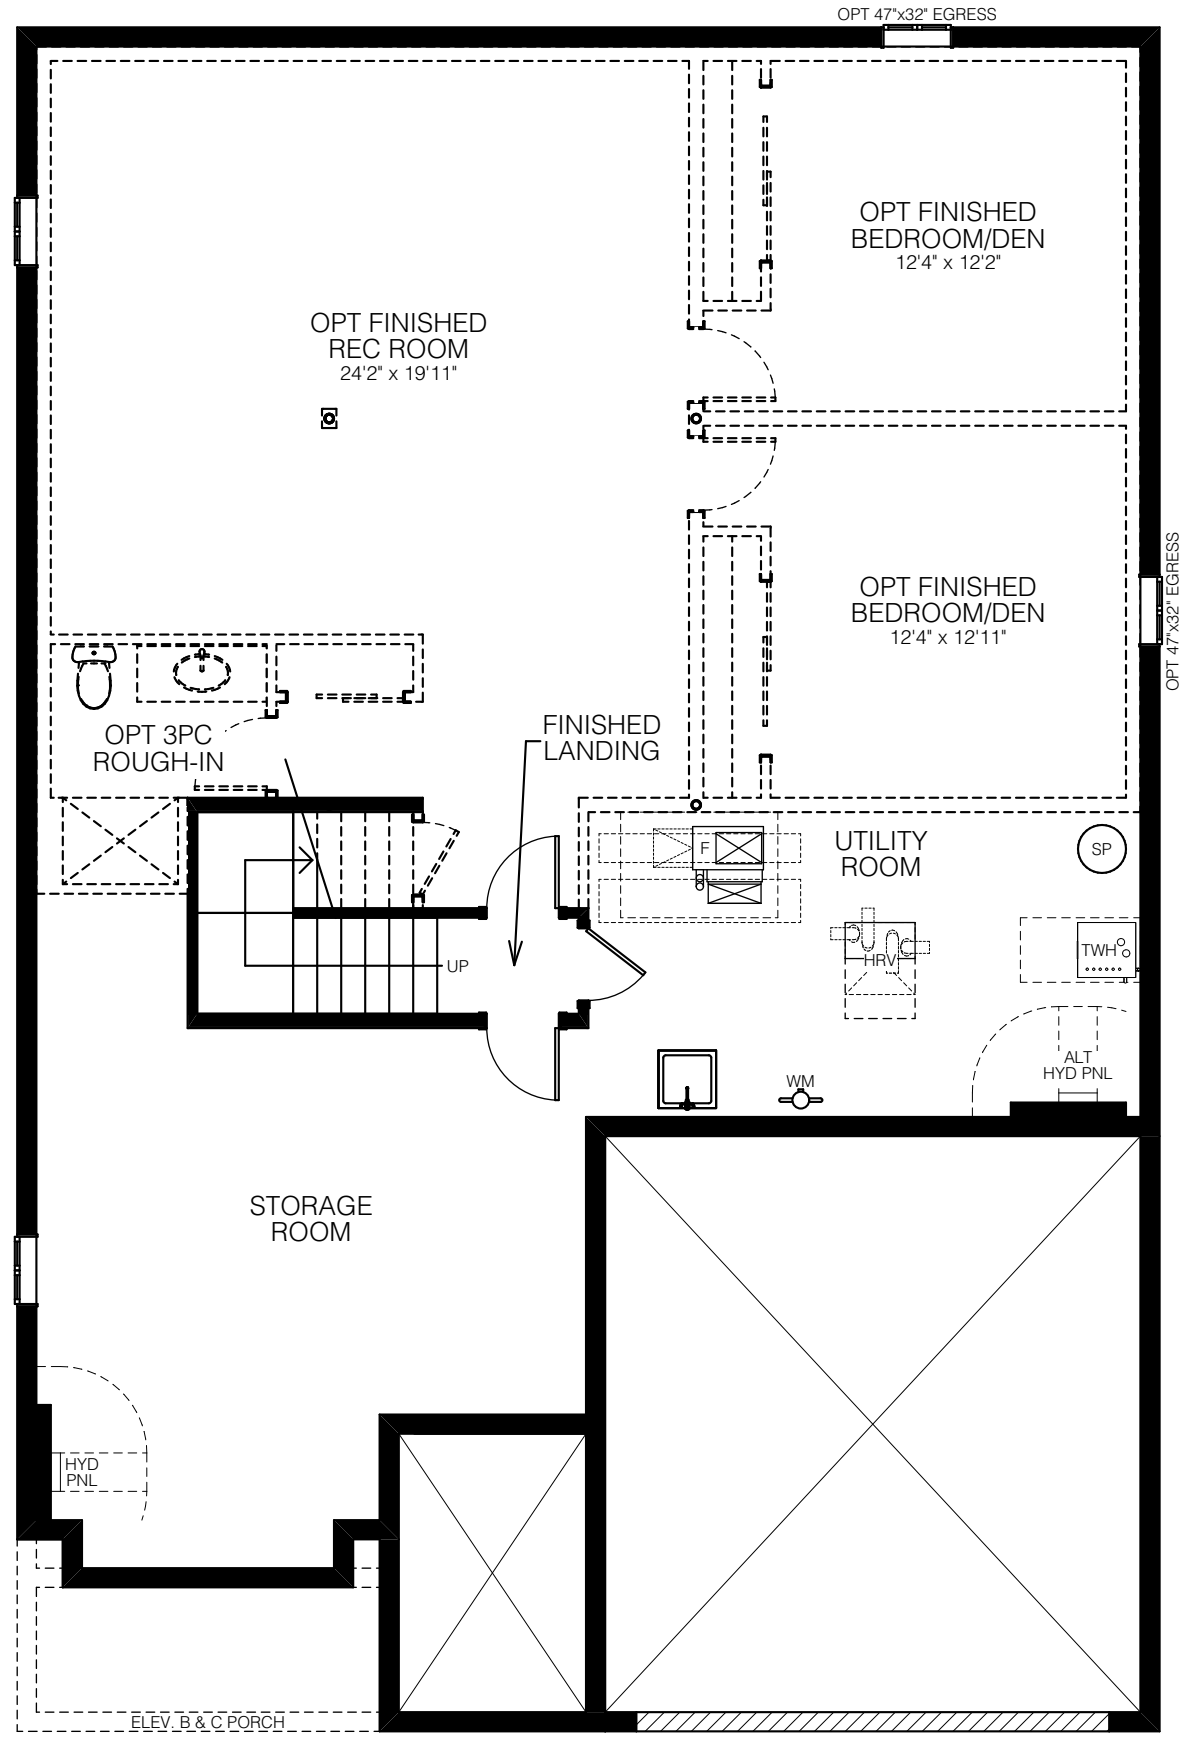 OPT 47"x32" EGRESS
OPT FINISHED
BEDROOM/DEN
12'4" x 12'2"
OPT FINISHED
REC ROOM
24'2" x 19'11"
OPT FINISHED
BEDROOM/DEN
12'4" x 12'11"
OPT 47"x32" EGRESS
OPT 3PC
ROUGH-IN
FINISHED
LANDING
F
UTILITY
ROOM
SP
UP
HRV
TWH
ALT
HYD PNL
WM
STORAGE
ROOM
HYD
PNL
ELEV. B & C PORCH